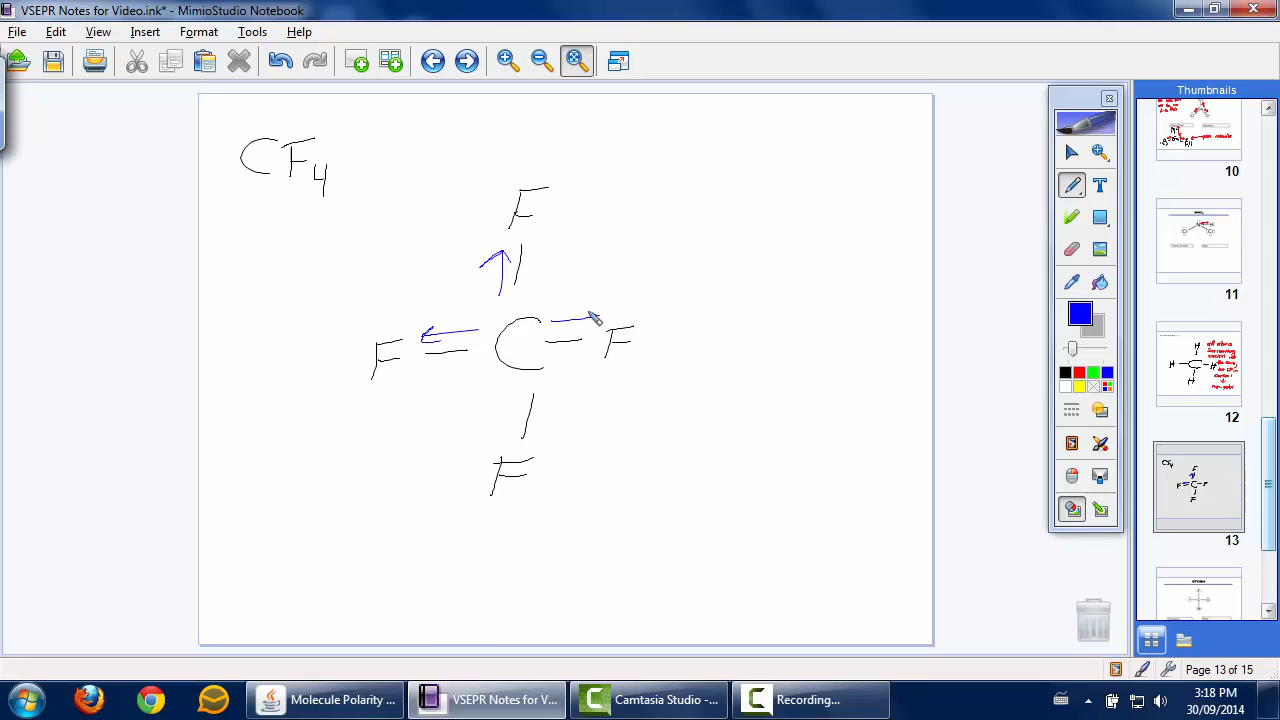 VSEPR Notes for Video.ink* - MimioStudio Notebook
File Edit View Insert Format Tools Help
Thumbnails
CF4
F
F C F
F
10
11
12
13
Page 13 of 15
Molecule Polarity
VSEPR Notes for V...
Camtasia Studio -...
Recording...
3:18 PM
30/09/2014